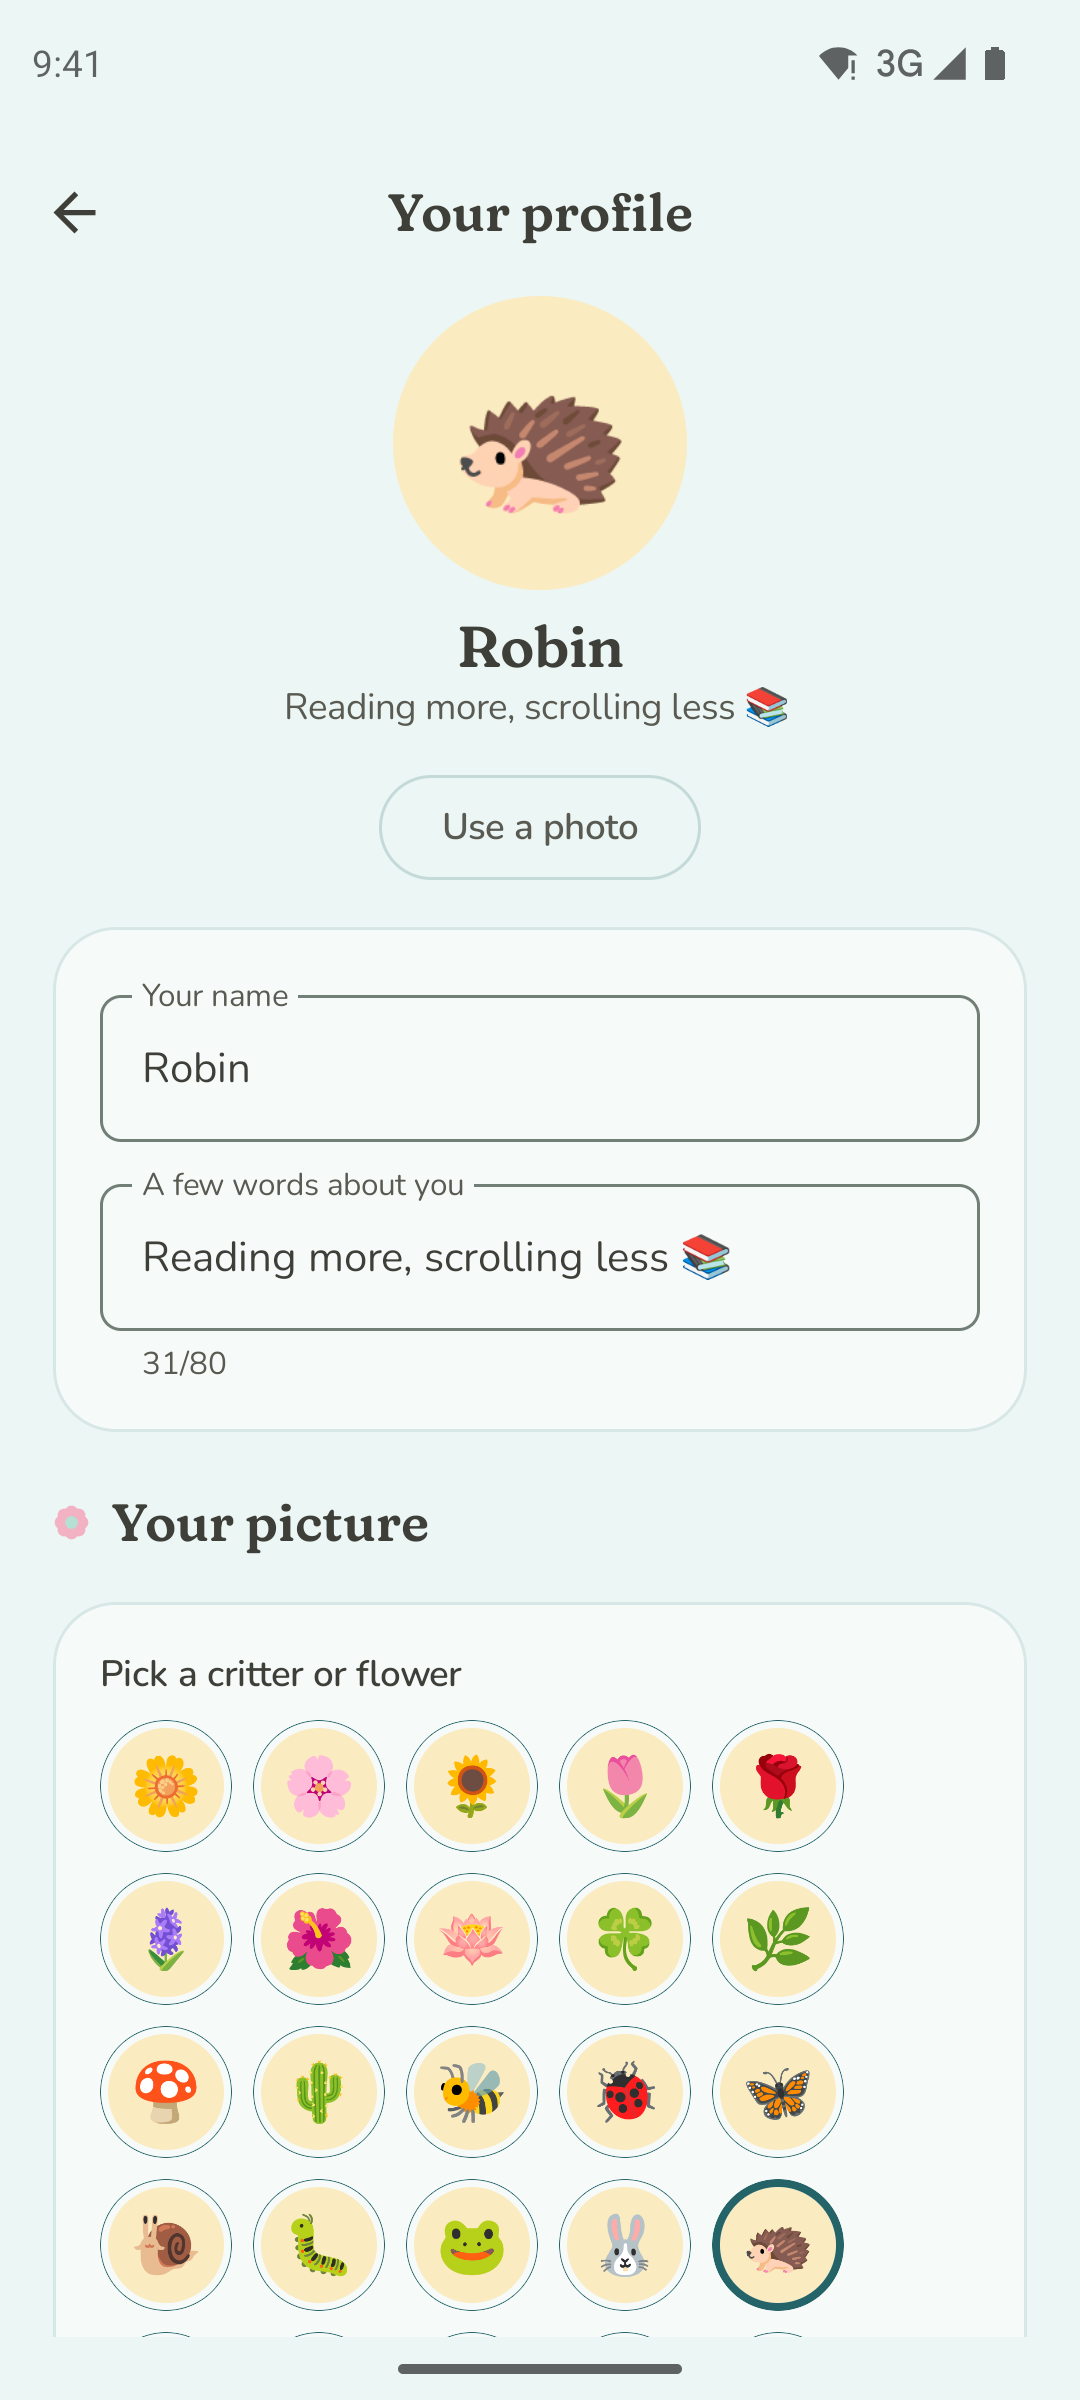 9:41
3G
Your profile
Robin
Reading more, scrolling less 📚
Use a photo
Your name
Robin
A few words about you
Reading more, scrolling less 📚
31/80
Your picture
Pick a critter or flower